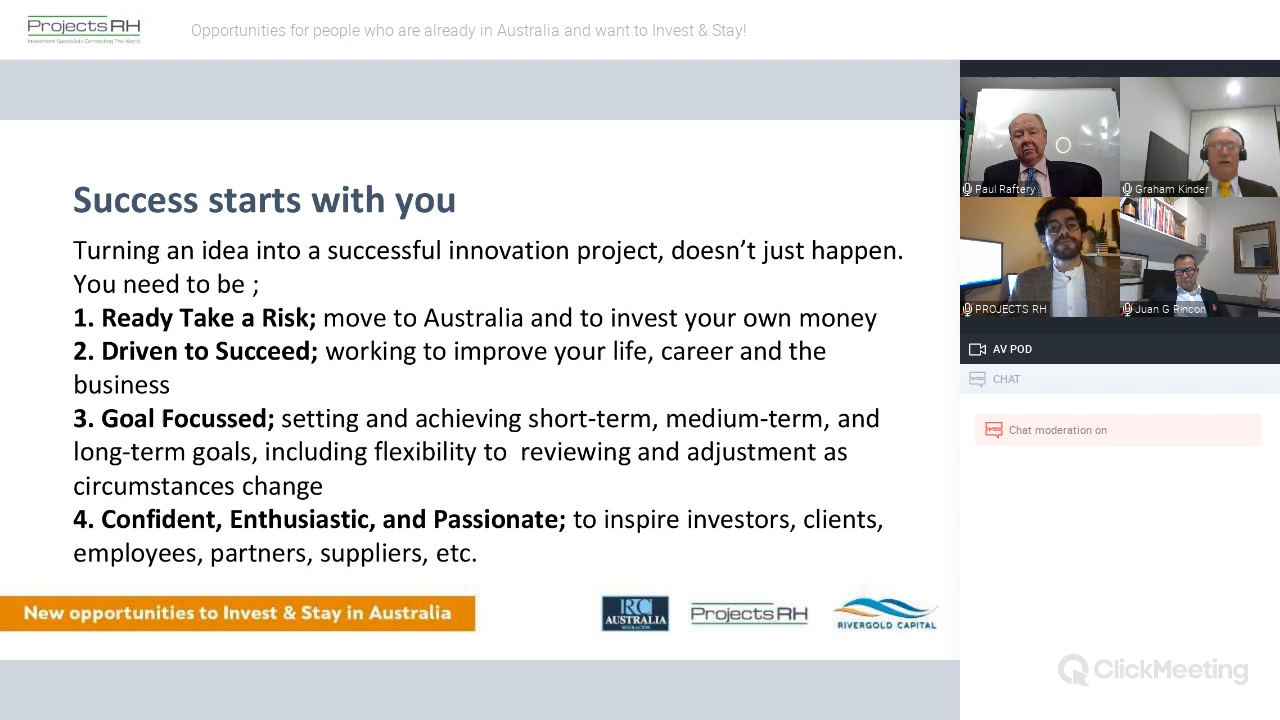 Projects RH
Investment Specialists Connecting The World
Opportunities for people who are already in Australia and want to Invest & Stay!
Success starts with you
Turning an idea into a successful innovation project, doesn’t just happen.
You need to be ;
1. Ready Take a Risk; move to Australia and to invest your own money
2. Driven to Succeed; working to improve your life, career and the
business
3. Goal Focussed; setting and achieving short-term, medium-term, and
long-term goals, including flexibility to  reviewing and adjustment as
circumstances change
4. Confident, Enthusiastic, and Passionate; to inspire investors, clients,
employees, partners, suppliers, etc.
New opportunities to Invest & Stay in Australia
RC
AUSTRALIA
MIGRACIÓN
Projects RH
RIVERGOLD CAPITAL
Paul Raftery
Graham Kinder
PROJECTS RH
Juan G Rincon
AV POD
CHAT
Chat moderation on
ClickMeeting